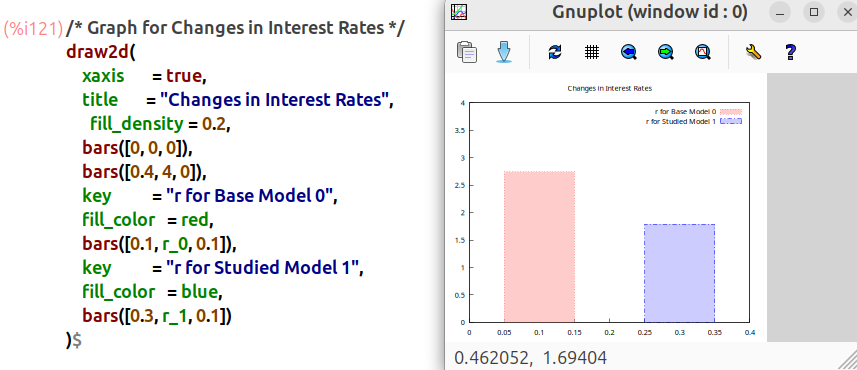 (%i121) /* Graph for Changes in Interest Rates */
draw2d(
xaxis = true,
title = "Changes in Interest Rates",
fill_density = 0.2,
bars([0, 0, 0]),
bars([0.4, 4, 0]),
key = "r for Base Model 0",
fill_color = red,
bars([0.1, r_0, 0.1]),
key = "r for Studied Model 1",
fill_color = blue,
bars([0.3, r_1, 0.1])
)$
Gnuplot (window id : 0)
Changes in Interest Rates
r for Base Model 0
r for Studied Model 1
4
3.5
3
2.5
2
1.5
1
0.5
0
0 0.05 0.1 0.15 0.2 0.25 0.3 0.35 0.4
0.462052, 1.69404